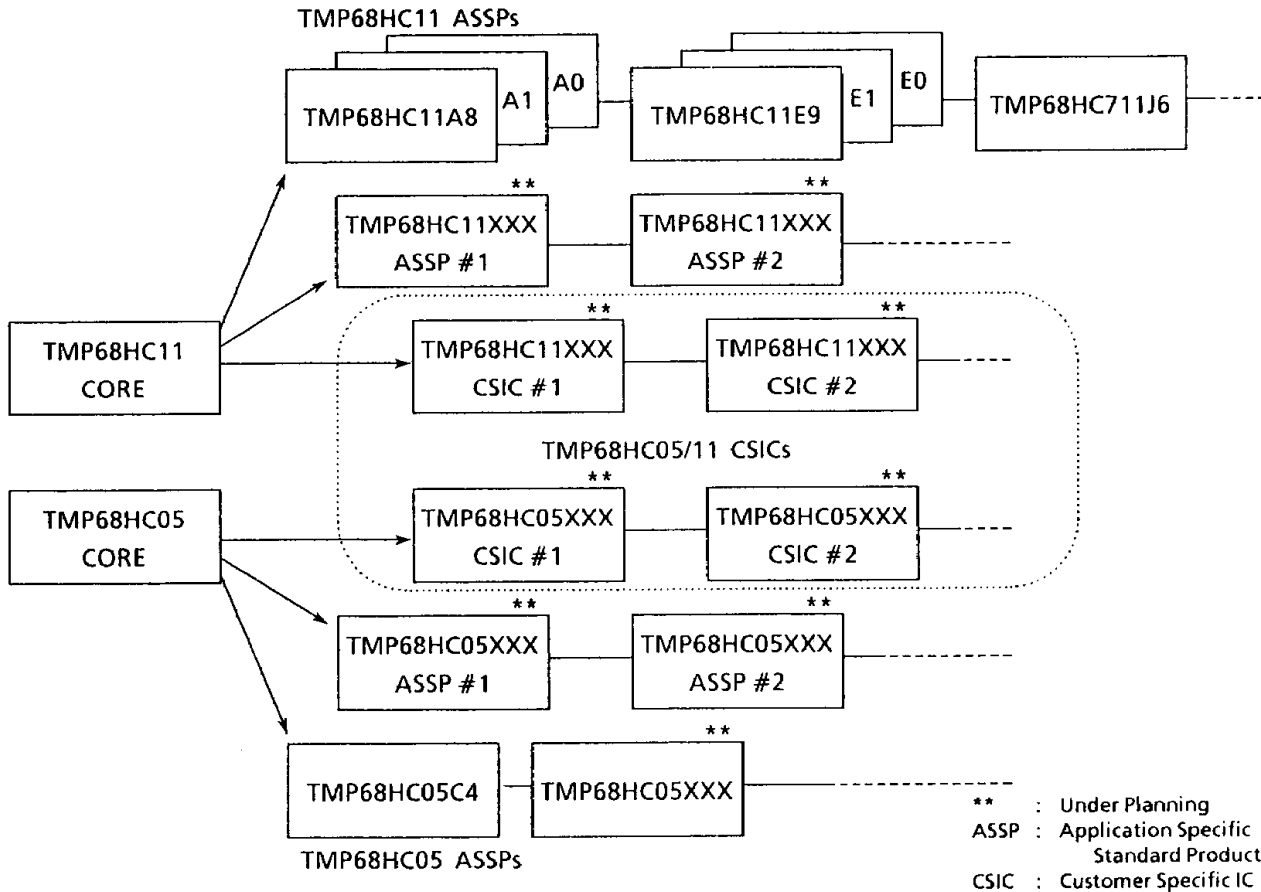 TMP68HC11 ASSPs
TMP68HC11A8
A1
A0
TMP68HC11E9
E1
E0
TMP68HC711J6
**
**
TMP68HC11XXX
ASSP #1
TMP68HC11XXX
ASSP #2
**
**
TMP68HC11
CORE
TMP68HC11XXX
CSIC #1
TMP68HC11XXX
CSIC #2
TMP68HC05/11 CSICs
**
**
TMP68HC05
CORE
TMP68HC05XXX
CSIC #1
TMP68HC05XXX
CSIC #2
**
**
TMP68HC05XXX
ASSP #1
TMP68HC05XXX
ASSP #2
**
TMP68HC05C4
TMP68HC05XXX
TMP68HC05 ASSPs
** : Under Planning
ASSP : Application Specific
Standard Product
CSIC : Customer Specific IC